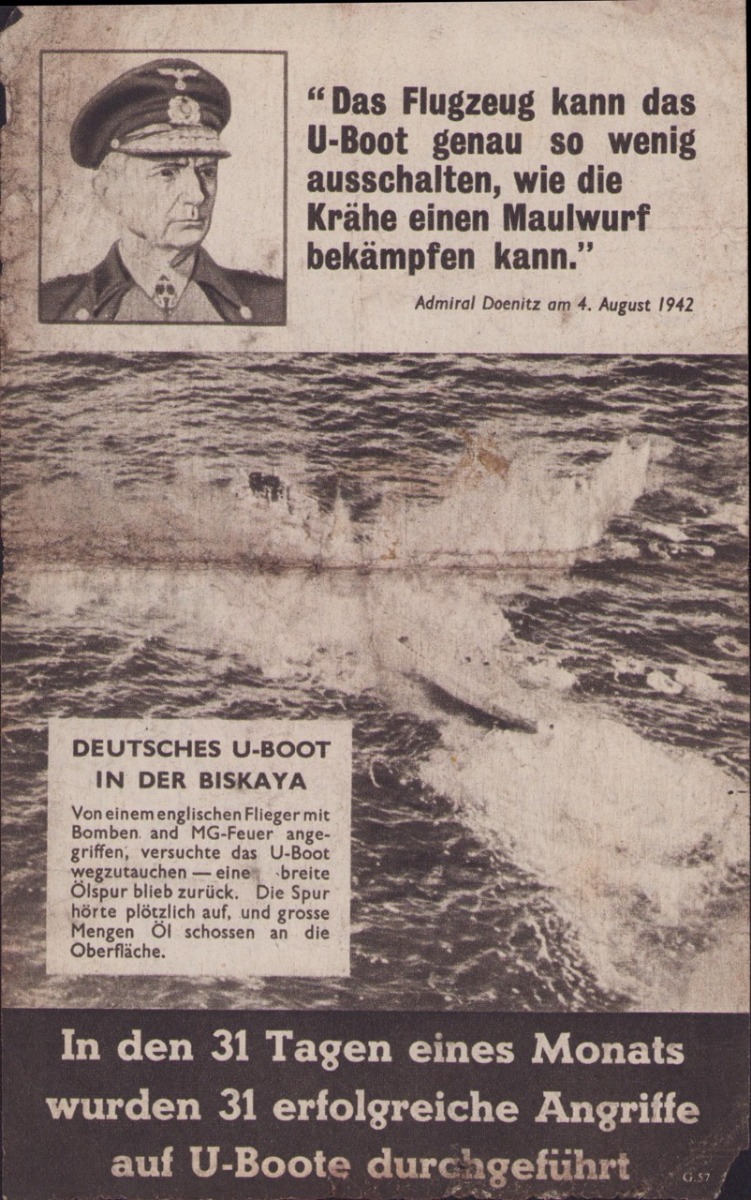 “Das Flugzeug kann das
U-Boot genau so wenig
ausschalten, wie die
Krähe einen Maulwurf
bekämpfen kann.”
Admiral Doenitz am 4. August 1942
DEUTSCHES U-BOOT
IN DER BISKAYA
Von einem englischen Flieger mit
Bomben and MG-Feuer ange-
griffen, versuchte das U-Boot
wegzutauchen — eine breite
Ölspur blieb zurück. Die Spur
hörte plötzlich auf, und grosse
Mengen Öl schossen an die
Oberfläche.
In den 31 Tagen eines Monats
wurden 31 erfolgreiche Angriffe
auf U-Boote durchgeführt
G.57